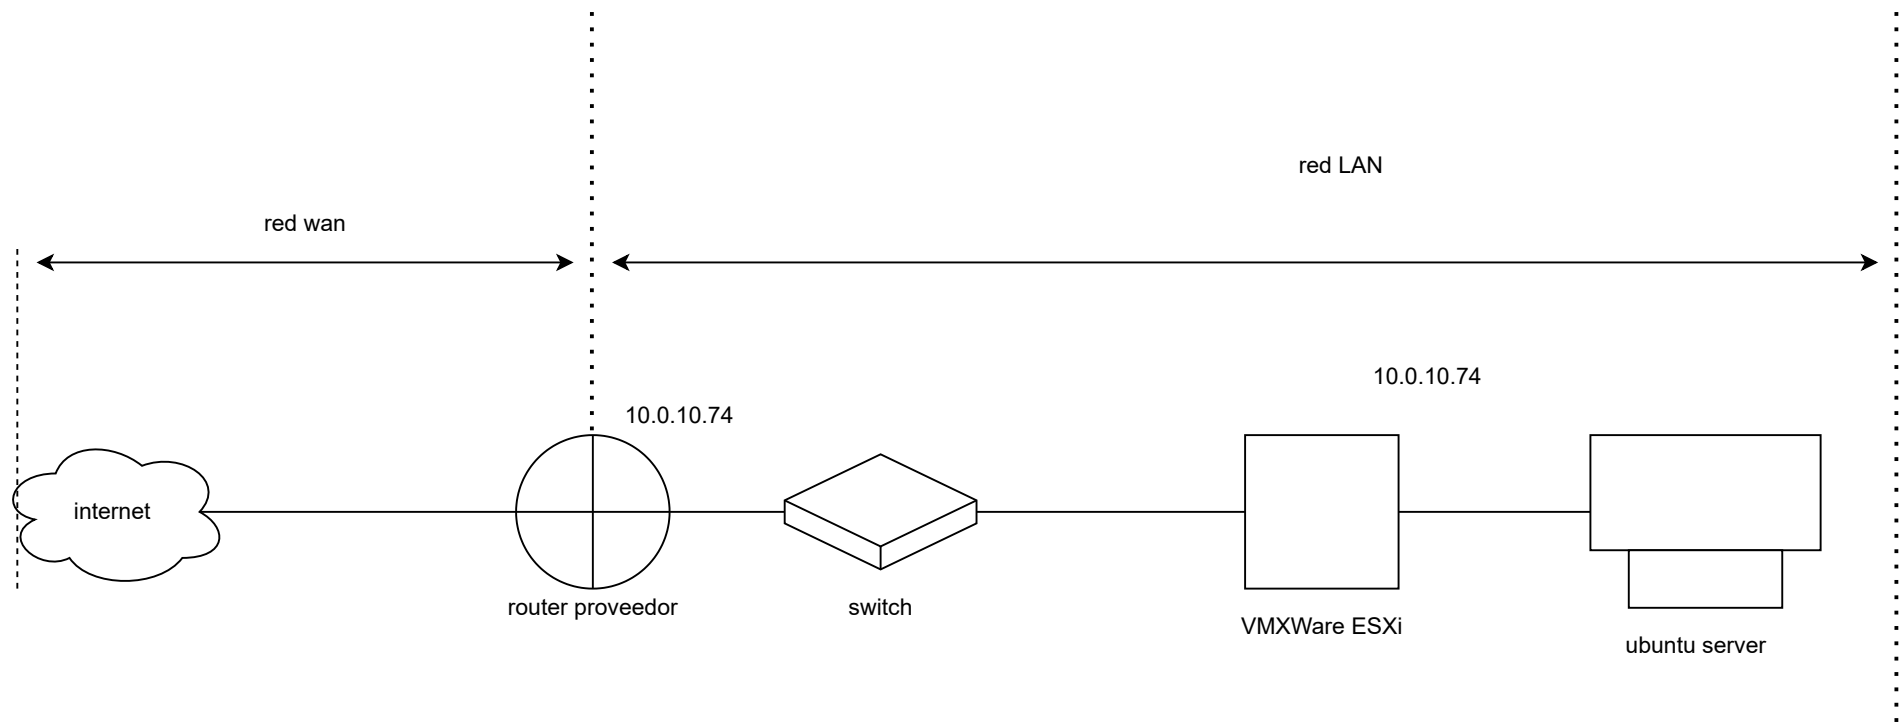 red LAN
red wan
10.0.10.74
10.0.10.74
internet
router proveedor
switch
VMXWare ESXi
ubuntu server